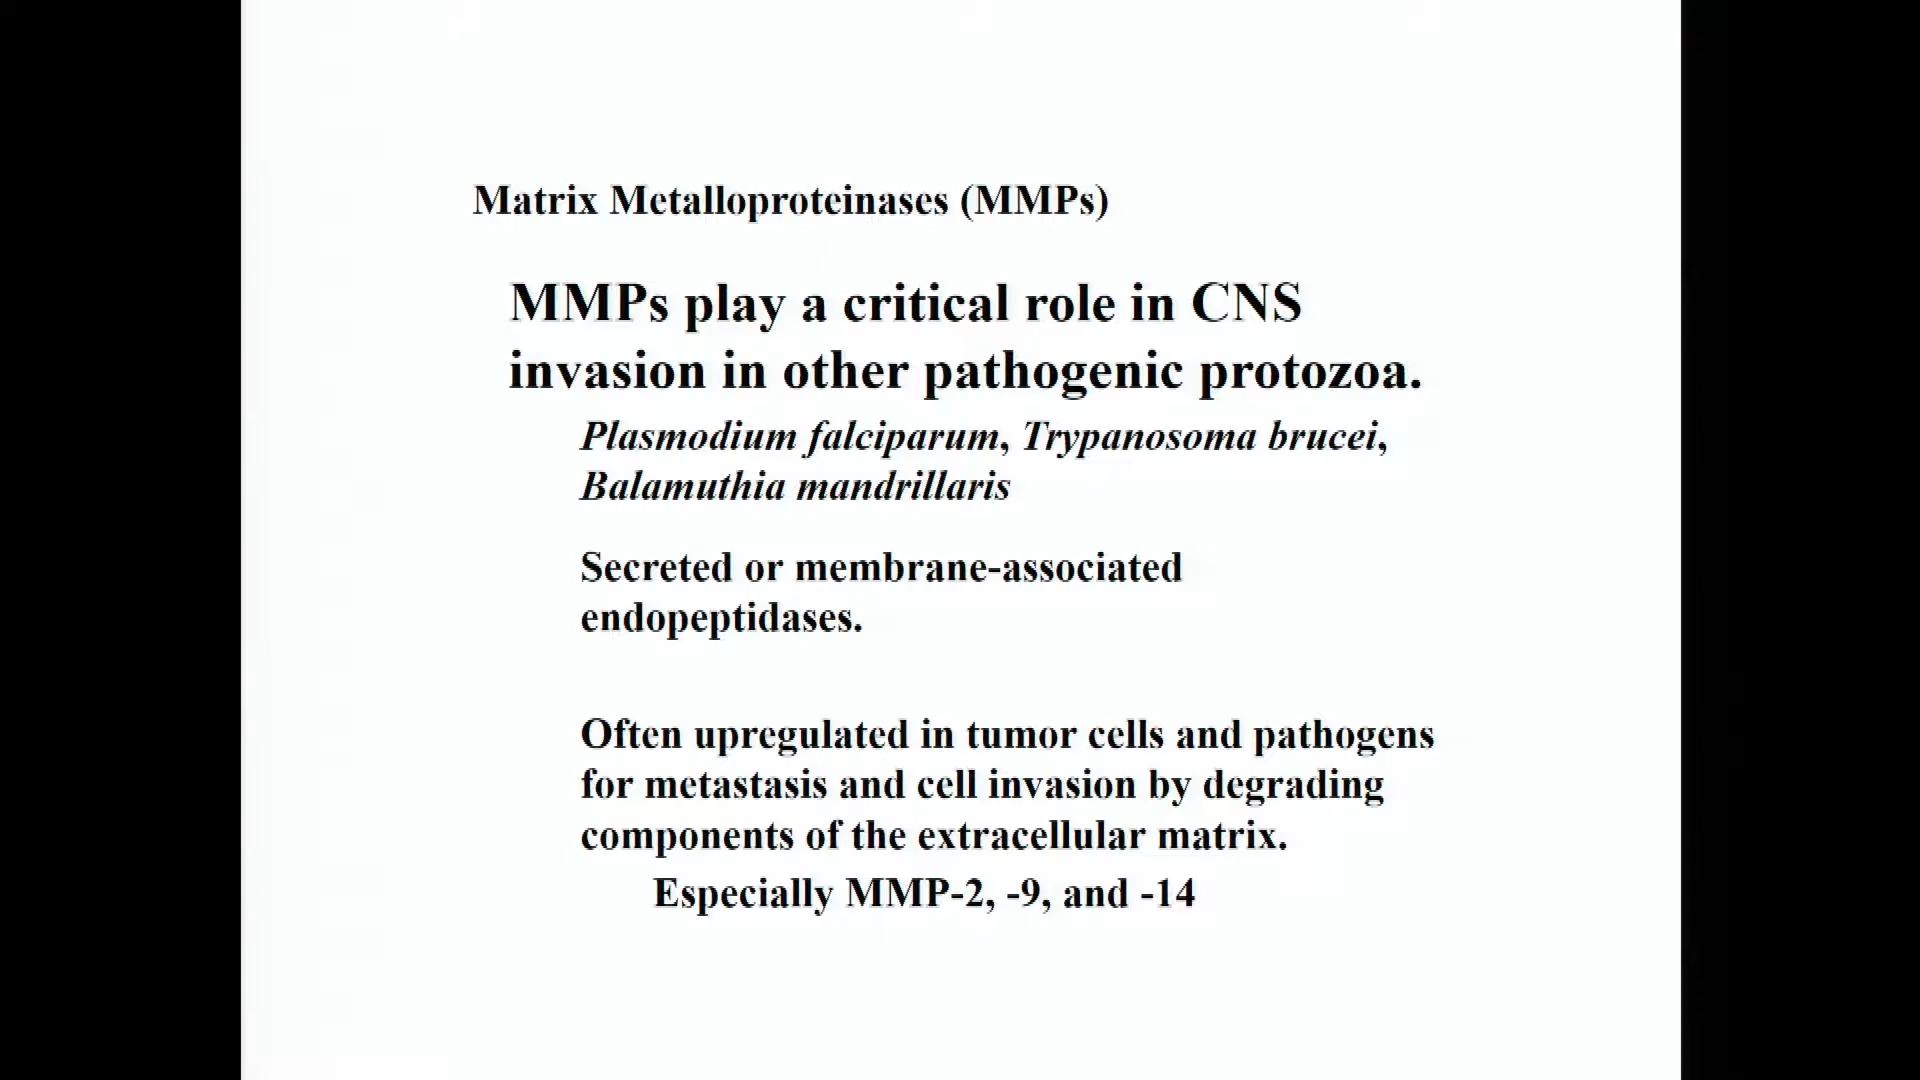 Matrix Metalloproteinases (MMPs)
MMPs play a critical role in CNS
invasion in other pathogenic protozoa.
Plasmodium falciparum, Trypanosoma brucei,
Balamuthia mandrillaris
Secreted or membrane-associated
endopeptidases.
Often upregulated in tumor cells and pathogens
for metastasis and cell invasion by degrading
components of the extracellular matrix.
Especially MMP-2, -9, and -14